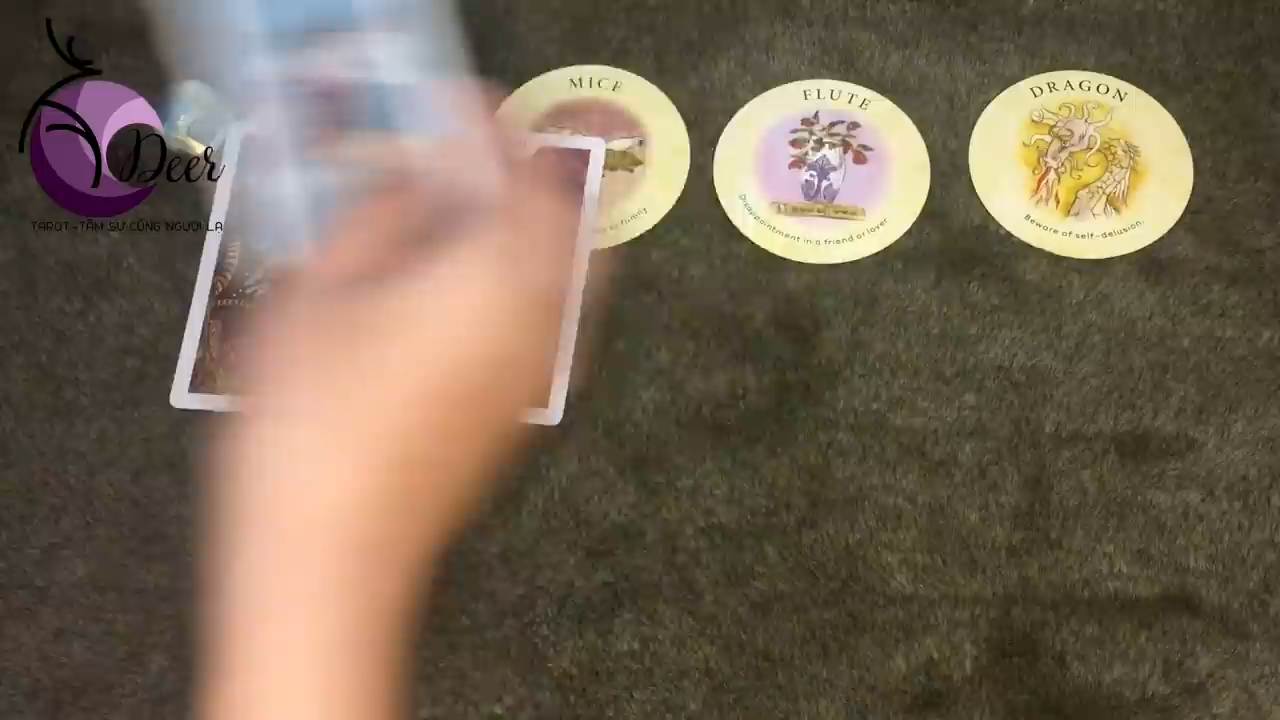 Deer
TAROT -TÂM SỰ CÙNG NGƯỜI LẠ
MICE
FLUTE
Disappointment in a friend or lover
DRAGON
Beware of self-delusion.